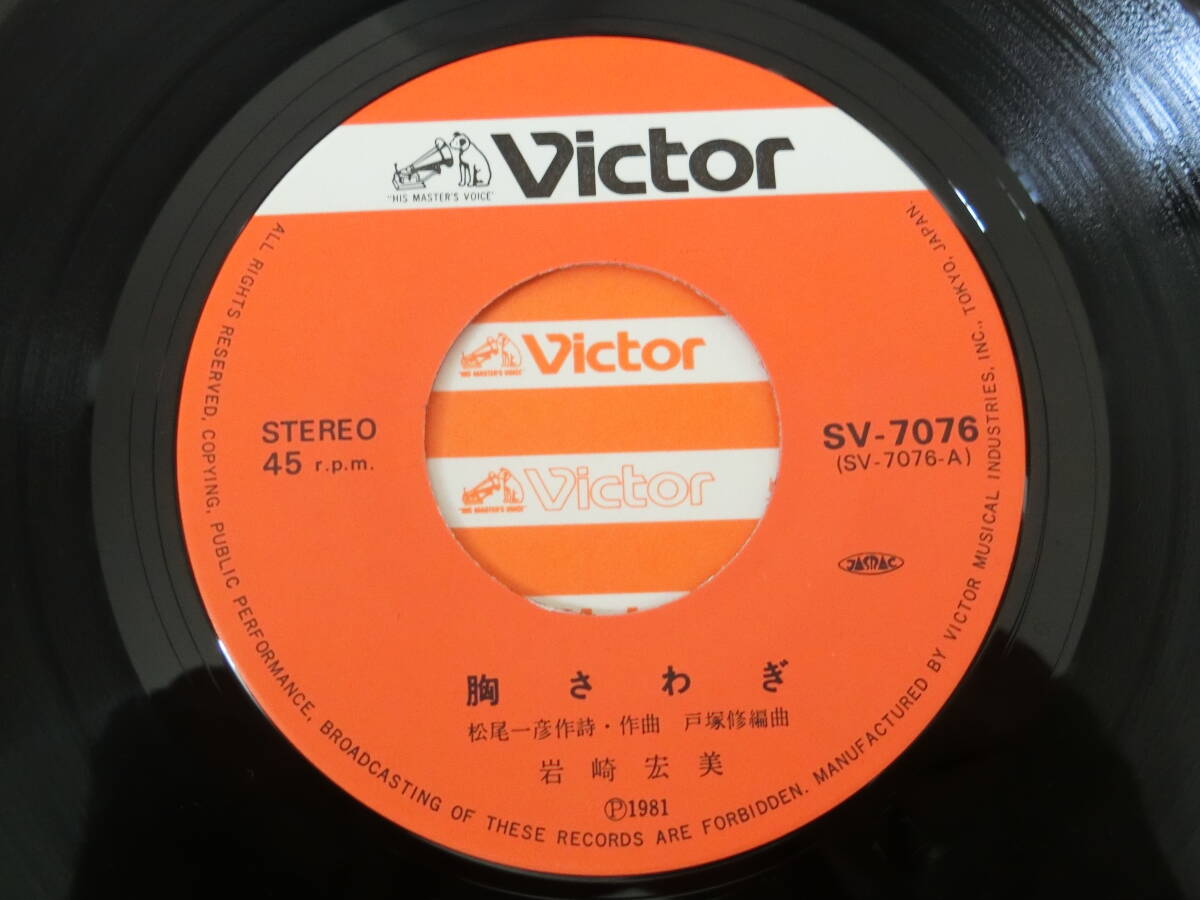 Victor
"HIS MASTER'S VOICE"
ALL RIGHTS RESERVED, COPYING, PUBLIC PERFORMANCE, BROADCASTING OF THESE RECORDS ARE FORBIDDEN. MANUFACTURED BY VICTOR MUSICAL INDUSTRIES, INC., TOKYO, JAPAN.
Victor
"HIS MASTER'S VOICE"
STEREO
45 r.p.m.
SV-7076
(SV-7076-A)
Victor
"HIS MASTER'S VOICE"
JASRAC
胸さわぎ
松尾一彦作詩・作曲 戸塚修編曲
岩崎宏美
Ⓟ1981